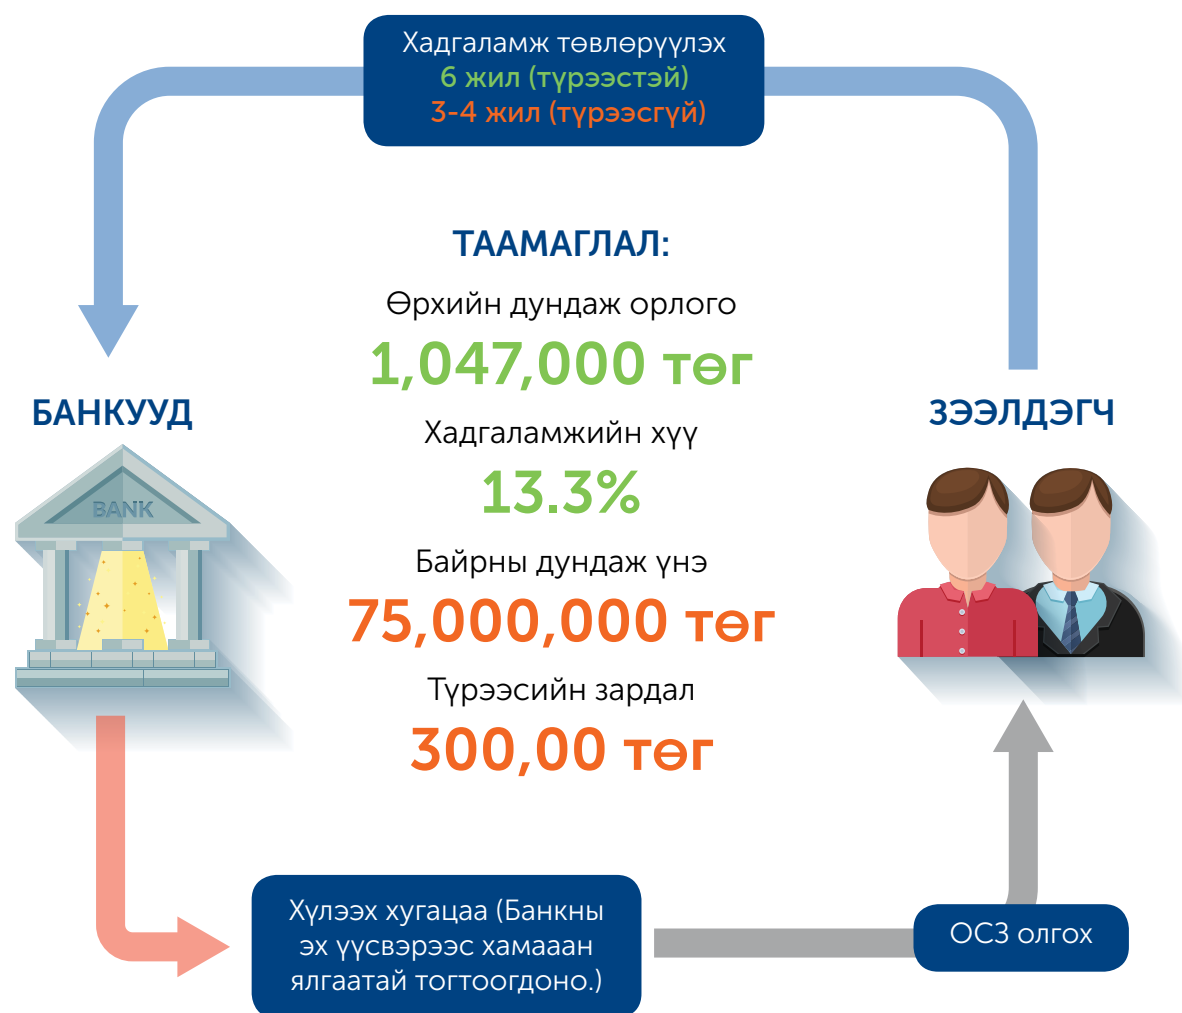 Хадгаламж төвлөрүүлэх
6 жил (түрээстэй)
3-4 жил (түрээсгүй)
ТААМАГЛАЛ:
Өрхийн дундаж орлого
1,047,000 төг
Хадгаламжийн хүү
13.3%
Байрны дундаж үнэ
75,000,000 төг
Түрээсийн зардал
300,00 төг
БАНКУУД
BANK
ЗЭЭЛДЭГЧ
Хүлээх хугацаа (Банкны
эх үүсвэрээс хамааан
ялгаатай тогтоогдоно.)
ОСЗ олгох